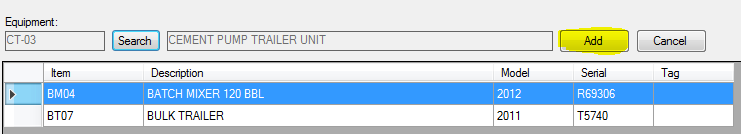 Equipment:
CT-03 Search CEMENT PUMP TRAILER UNIT Add Cancel
Item Description Model Serial Tag
BM04 BATCH MIXER 120 BBL 2012 R69306
BT07 BULK TRAILER 2011 T5740